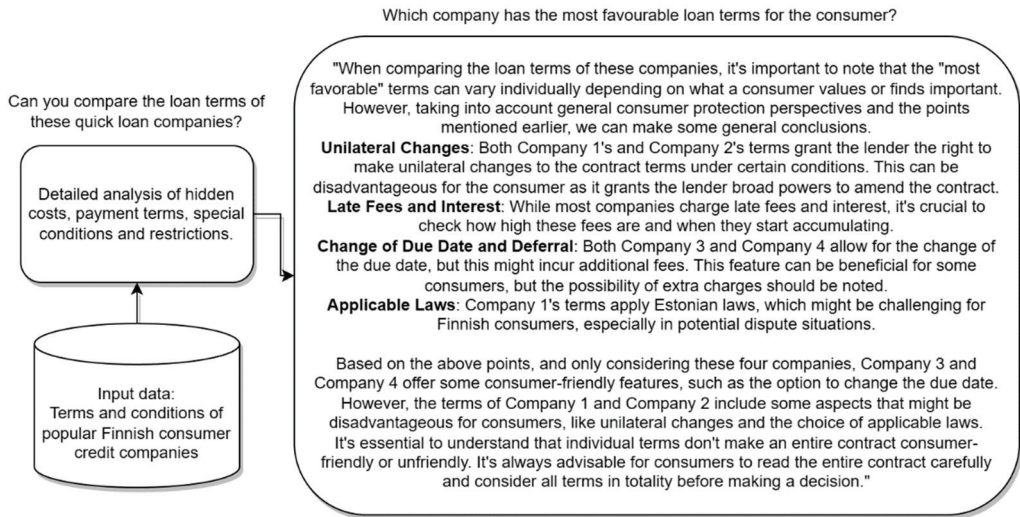 Can you compare the loan terms of
these quick loan companies?
Detailed analysis of hidden
costs, payment terms, special
conditions and restrictions.
Input data:
Terms and conditions of
popular Finnish consumer
credit companies
Which company has the most favourable loan terms for the consumer?
"When comparing the loan terms of these companies, it's important to note that the "most
favorable" terms can vary individually depending on what a consumer values or finds important.
However, taking into account general consumer protection perspectives and the points
mentioned earlier, we can make some general conclusions.
Unilateral Changes: Both Company 1's and Company 2's terms grant the lender the right to
make unilateral changes to the contract terms under certain conditions. This can be
disadvantageous for the consumer as it grants the lender broad powers to amend the contract.
Late Fees and Interest: While most companies charge late fees and interest, it's crucial to
check how high these fees are and when they start accumulating.
Change of Due Date and Deferral: Both Company 3 and Company 4 allow for the change of
the due date, but this might incur additional fees. This feature can be beneficial for some
consumers, but the possibility of extra charges should be noted.
Applicable Laws: Company 1's terms apply Estonian laws, which might be challenging for
Finnish consumers, especially in potential dispute situations.
Based on the above points, and only considering these four companies, Company 3 and
Company 4 offer some consumer-friendly features, such as the option to change the due date.
However, the terms of Company 1 and Company 2 include some aspects that might be
disadvantageous for consumers, like unilateral changes and the choice of applicable laws.
It's essential to understand that individual terms don't make an entire contract consumer-
friendly or unfriendly. It's always advisable for consumers to read the entire contract carefully
and consider all terms in totality before making a decision."